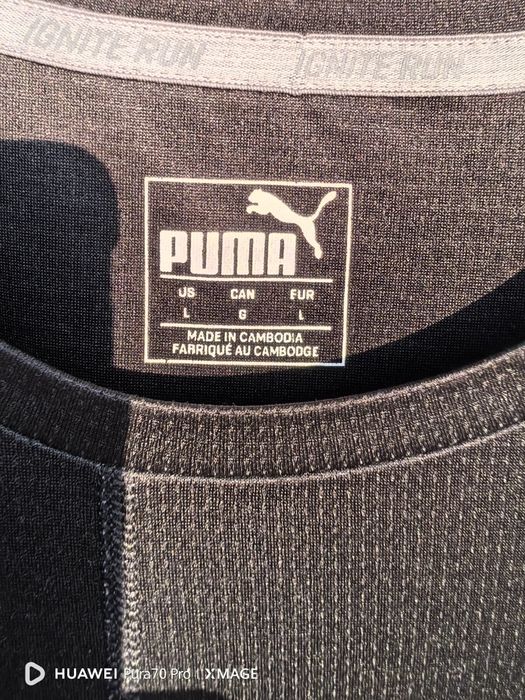 IGNITE RUN IGNITE RUN
PUMA
US CAN EUR
L G L
MADE IN CAMBODIA
FABRIQUÉ AU CAMBODGE
HUAWEI Pura70 Pro | XMAGE